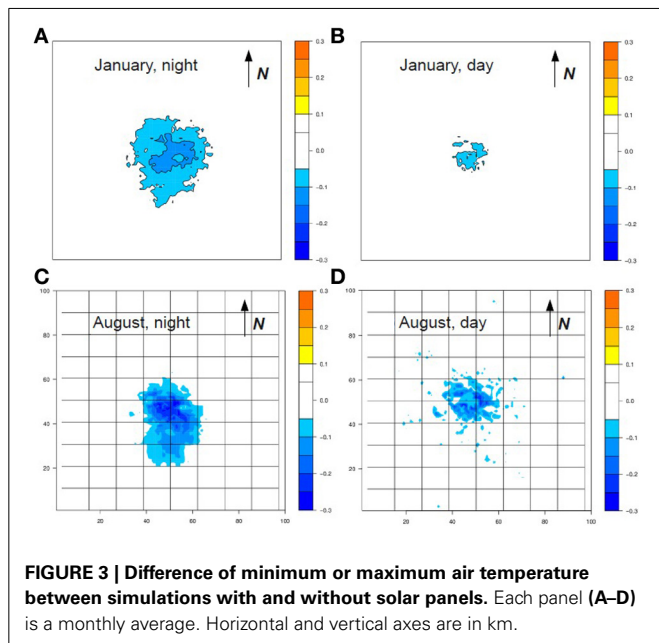 A
January, night
N
0.3
0.2
0.1
0.0
−0.1
−0.2
−0.3
B
January, day
N
0.3
0.2
0.1
0.0
−0.1
−0.2
−0.3
C
August, night
N
100
80
60
40
20
20 40 60 80 100
0.3
0.2
0.1
0.0
−0.1
−0.2
−0.3
D
August, day
N
100
80
60
40
20
20 40 60 80 100
0.3
0.2
0.1
0.0
−0.1
−0.2
−0.3
FIGURE 3 | Difference of minimum or maximum air temperature
between simulations with and without solar panels. Each panel (A–D)
is a monthly average. Horizontal and vertical axes are in km.